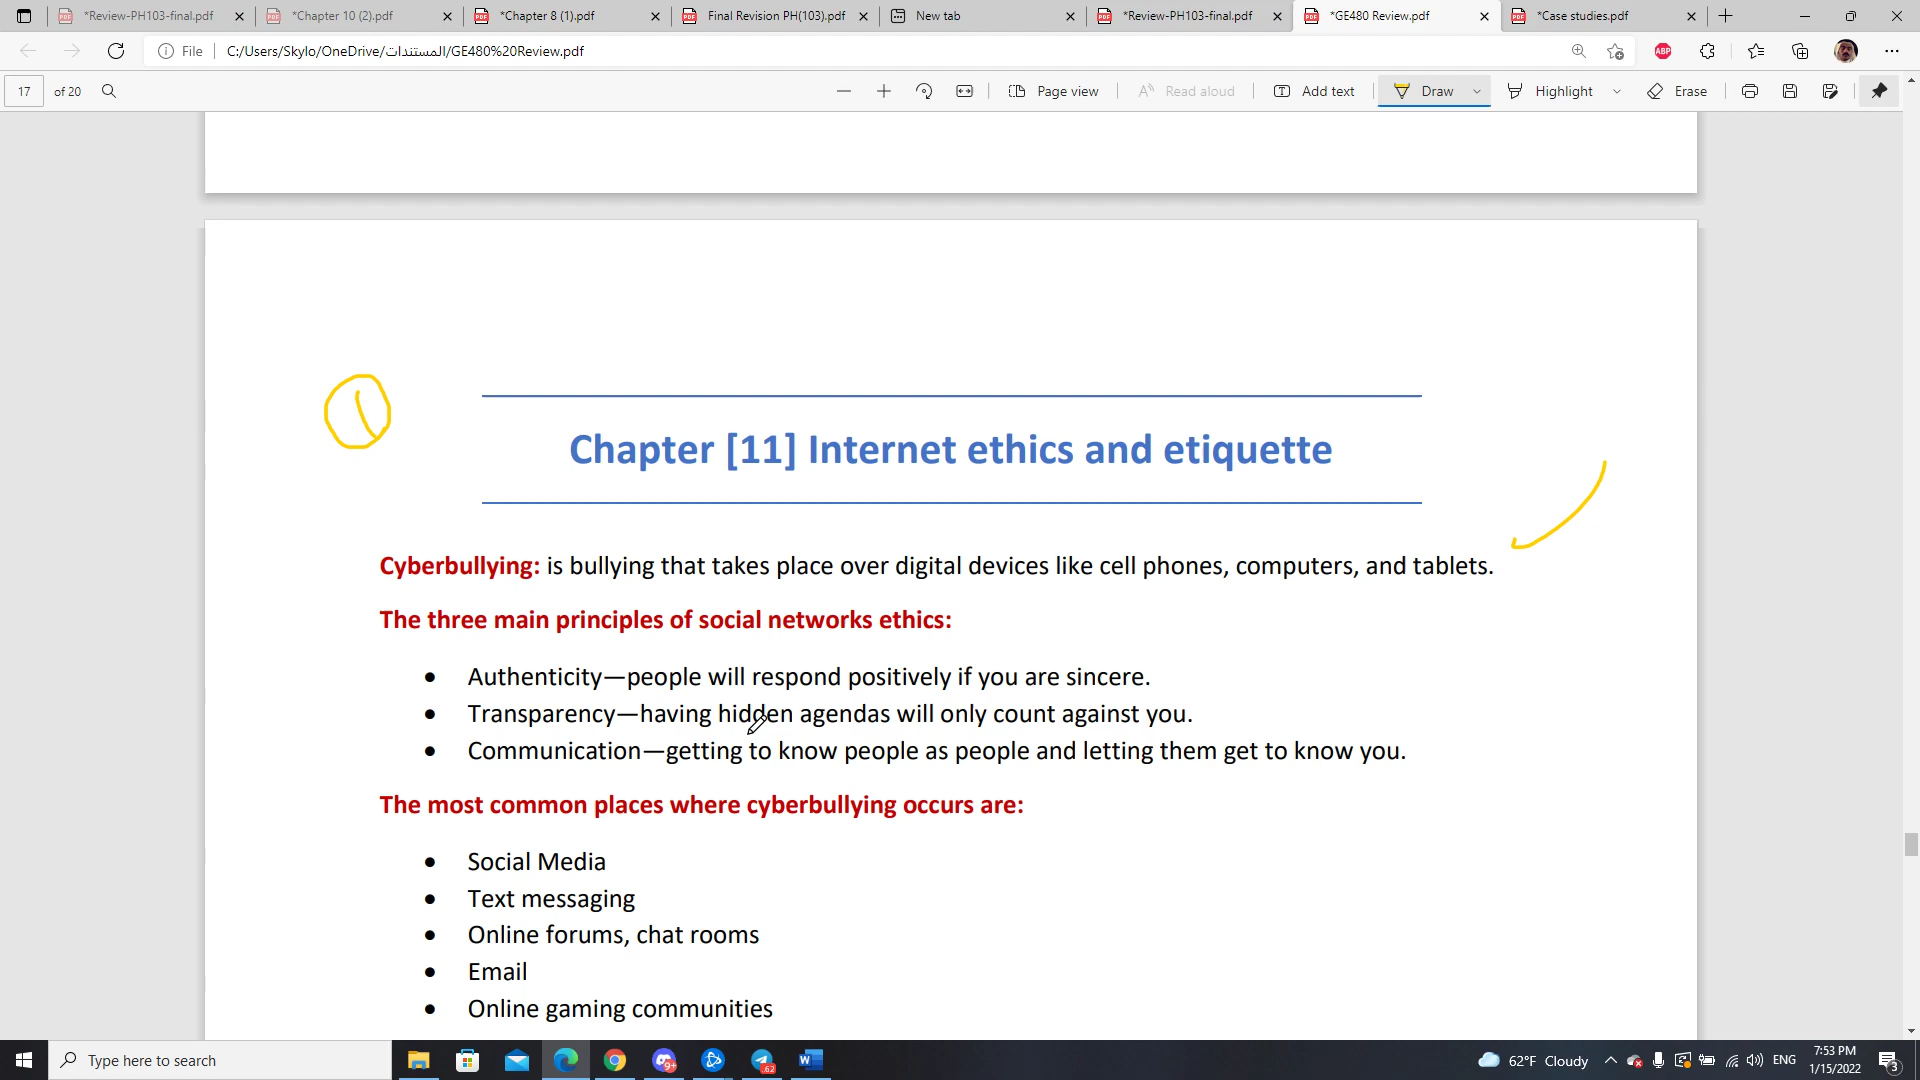 *Review-PH103-final.pdf
*Chapter 10 (2).pdf
*Chapter 8 (1).pdf
Final Revision PH(103).pdf
New tab
*Review-PH103-final.pdf
*GE480 Review.pdf
*Case studies.pdf
File
C:/Users/Skylo/OneDrive/المستندات/GE480%20Review.pdf
ABP
17 of 20
Page view
Read aloud
Add text
Draw
Highlight
Erase
Chapter [11] Internet ethics and etiquette
Cyberbullying: is bullying that takes place over digital devices like cell phones, computers, and tablets.
The three main principles of social networks ethics:
• Authenticity—people will respond positively if you are sincere.
• Transparency—having hidden agendas will only count against you.
• Communication—getting to know people as people and letting them get to know you.
The most common places where cyberbullying occurs are:
• Social Media
• Text messaging
• Online forums, chat rooms
• Email
• Online gaming communities
Type here to search
9+
62
62°F Cloudy
ENG
7:53 PM
1/15/2022
3